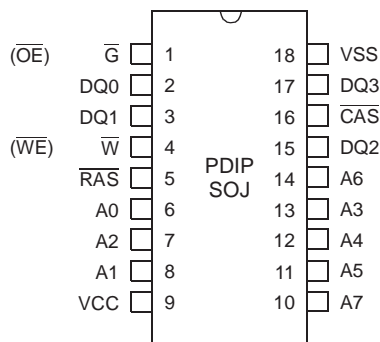 (OE) G 1 18 VSS
DQ0 2 17 DQ3
DQ1 3 16 CAS
(WE) W 4 15 DQ2
PDIP
RAS 5 14 A6
SOJ
A0 6 13 A3
A2 7 12 A4
A1 8 11 A5
VCC 9 10 A7